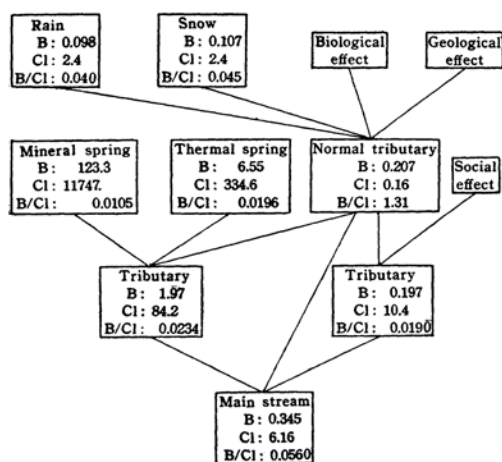 Rain
B : 0.098
Cl : 2.4
B/Cl : 0.040
Snow
B : 0.107
Cl : 2.4
B/Cl : 0.045
Biological
effect
Geological
effect
Mineral spring
B : 123.3
Cl : 11747.
B/Cl : 0.0105
Thermal spring
B : 6.55
Cl : 334.6
B/Cl : 0.0196
Normal tributary
B : 0.207
Cl : 0.16
B/Cl : 1.31
Social
effect
Tributary
B : 1.97
Cl : 84.2
B/Cl : 0.0234
Tributary
B : 0.197
Cl : 10.4
B/Cl : 0.0190
Main stream
B : 0.345
Cl : 6.16
B/Cl : 0.0560